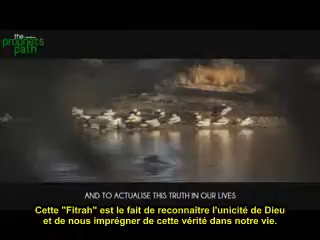 the
prophets
path
AND TO ACTUALISE THIS TRUTH IN OUR LIVES
Cette "Fitrah" est le fait de reconnaître l'unicité de Dieu
et de nous imprégner de cette vérité dans notre vie.